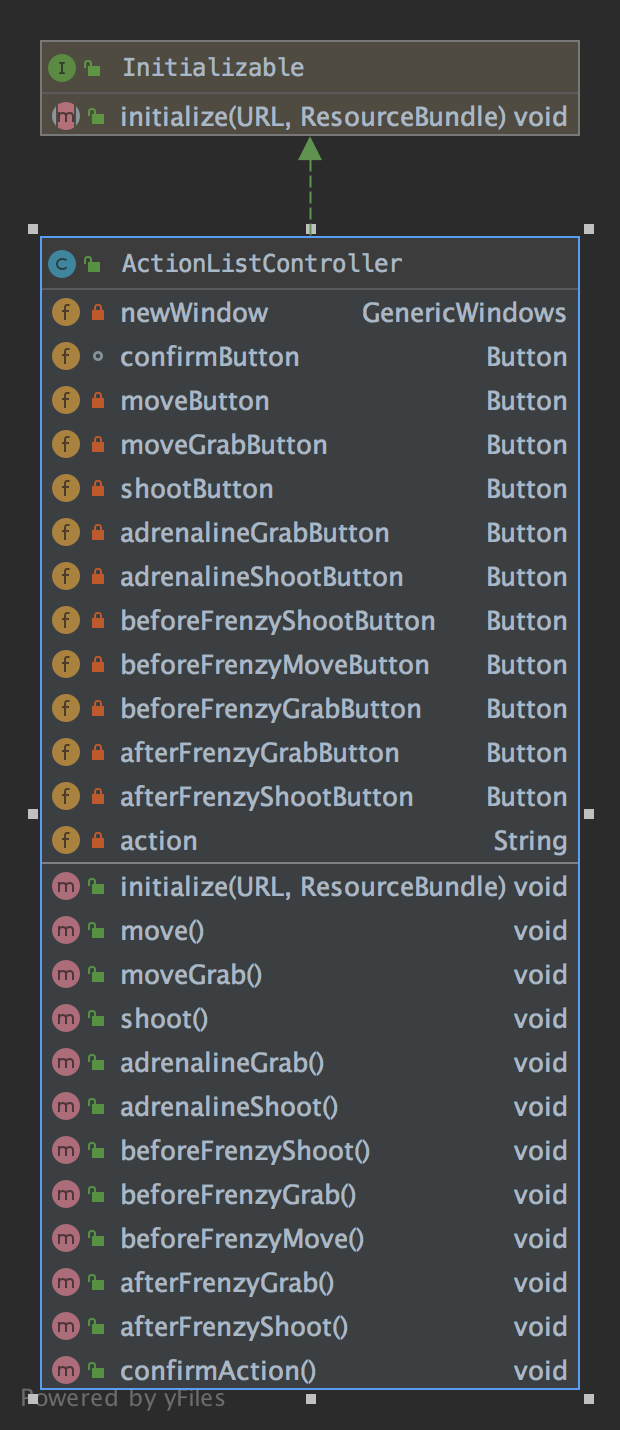 I Initializable
m initialize(URL, ResourceBundle) void
C ActionListController
f newWindow GenericWindows
f confirmButton Button
f moveButton Button
f moveGrabButton Button
f shootButton Button
f adrenalineGrabButton Button
f adrenalineShootButton Button
f beforeFrenzyShootButton Button
f beforeFrenzyMoveButton Button
f beforeFrenzyGrabButton Button
f afterFrenzyGrabButton Button
f afterFrenzyShootButton Button
f action String
m initialize(URL, ResourceBundle) void
m move() void
m moveGrab() void
m shoot() void
m adrenalineGrab() void
m adrenalineShoot() void
m beforeFrenzyShoot() void
m beforeFrenzyGrab() void
m beforeFrenzyMove() void
m afterFrenzyGrab() void
m afterFrenzyShoot() void
m confirmAction() void
Powered by yFiles